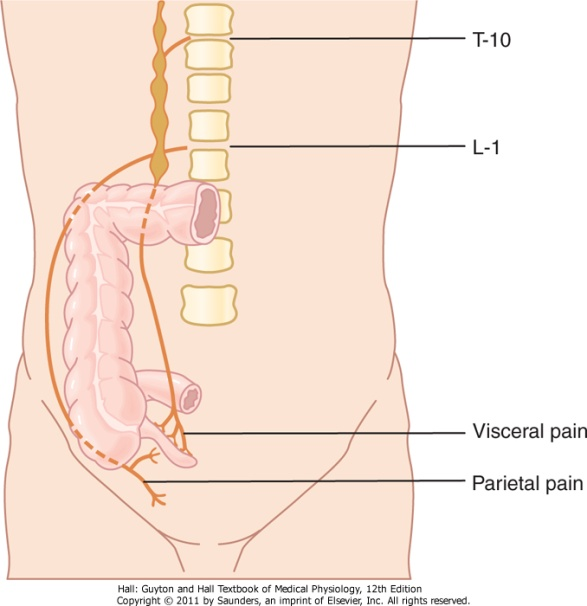 T-10
L-1
Visceral pain
Parietal pain
Hall: Guyton and Hall Textbook of Medical Physiology, 12th Edition
Copyright © 2011 by Saunders, an imprint of Elsevier, Inc. All rights reserved.